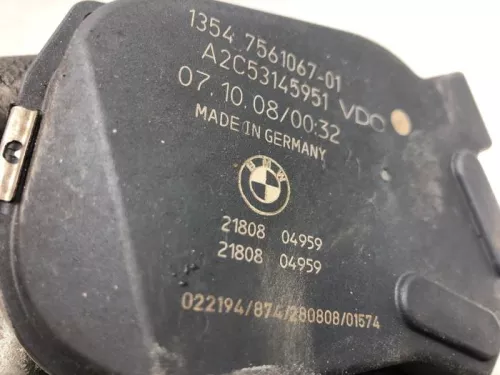 1354 7561067-01
A2C53145951 VDO
07.10.08/00:32
MADE IN GERMANY
BMW
21808 04959
21808 04959
022194/874/280808/01574